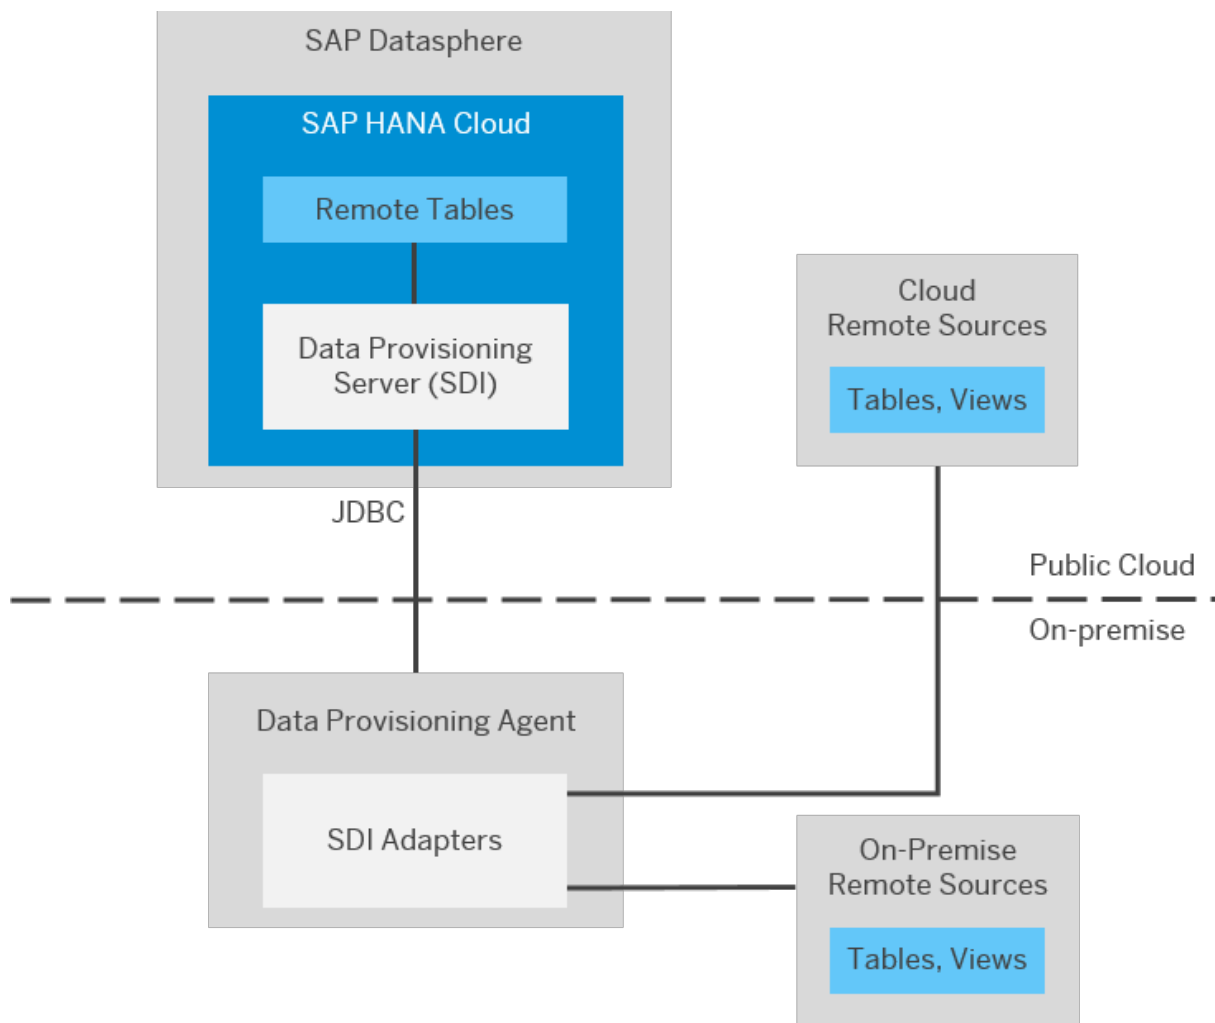 SAP Datasphere
SAP HANA Cloud
Remote Tables
Data Provisioning
Server (SDI)
JDBC
Cloud
Remote Sources
Tables, Views
Public Cloud
On-premise
Data Provisioning Agent
SDI Adapters
On-Premise
Remote Sources
Tables, Views